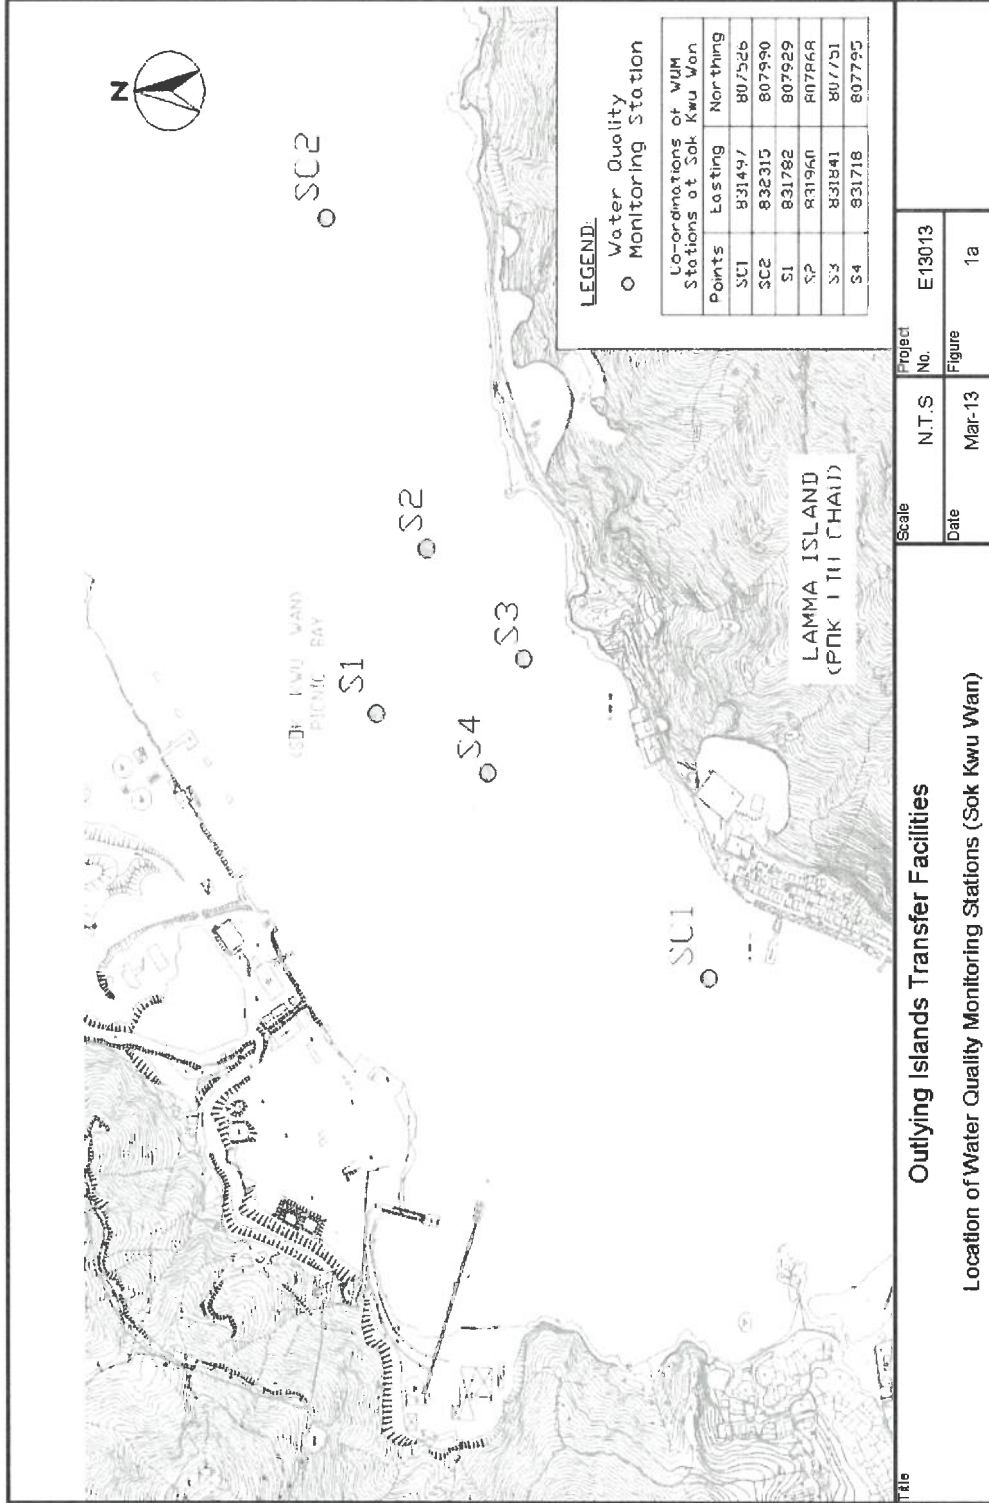 N
SC2
S2
S1
S3
S4
SC1
PICNIC BAY
LAMMA ISLAND
LEGEND:
Water Quality
Monitoring Station
Co-ordinations of WQM
Stations at Sok Kwu Wan
Points Easting Northing
SC1 831497 807526
SC2 832315 807990
S1 831782 807929
S2 831960 807868
S3 831841 807751
S4 831718 807795
Title
Outlying Islands Transfer Facilities
Location of Water Quality Monitoring Stations (Sok Kwu Wan)
Scale N.T.S
Date Mar-13
Project
No. E13013
Figure 1a